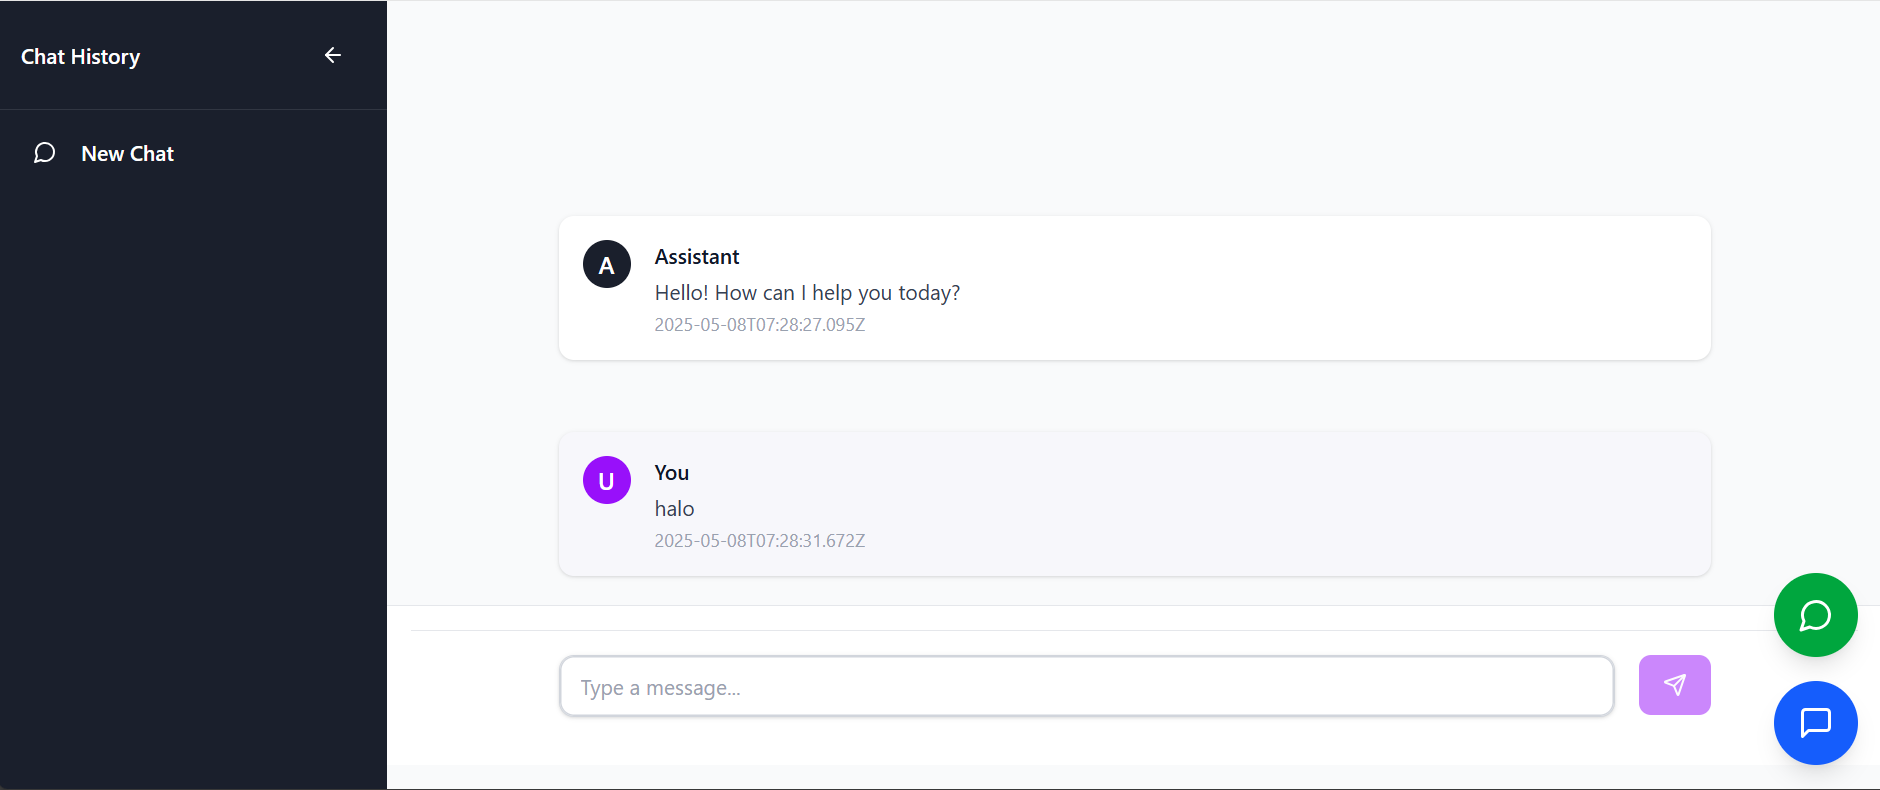 Chat History
New Chat
A
Assistant
Hello! How can I help you today?
2025-05-08T07:28:27.095Z
U
You
halo
2025-05-08T07:28:31.672Z
Type a message...